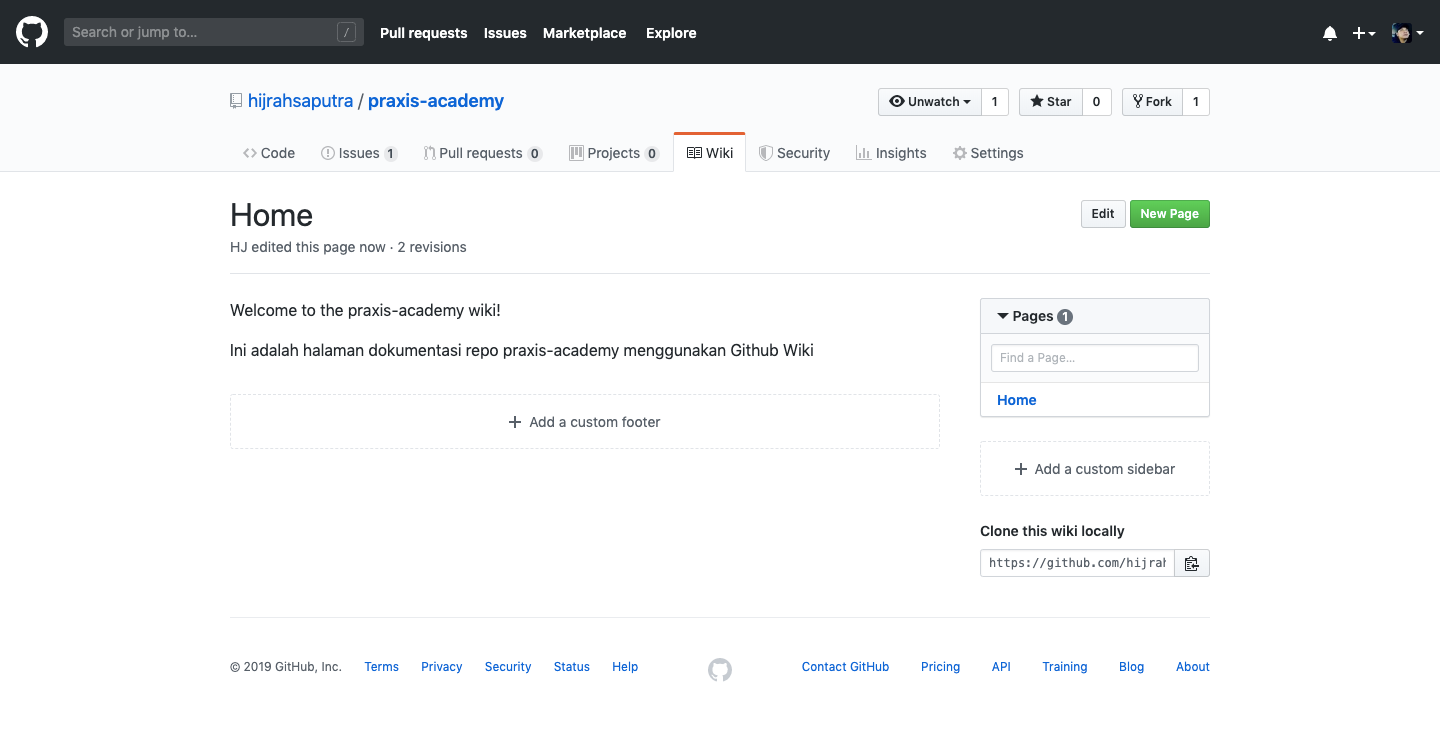 Search or jump to... /
Pull requests Issues Marketplace Explore
hijrahsaputra / praxis-academy
Unwatch 1 Star 0 Fork 1
Code Issues 1 Pull requests 0 Projects 0 Wiki Security Insights Settings
Home
Edit New Page
HJ edited this page now · 2 revisions
Welcome to the praxis-academy wiki!
Ini adalah halaman dokumentasi repo praxis-academy menggunakan Github Wiki
Add a custom footer
Pages 1
Find a Page...
Home
Add a custom sidebar
Clone this wiki locally
https://github.com/hijrah
© 2019 GitHub, Inc. Terms Privacy Security Status Help Contact GitHub Pricing API Training Blog About